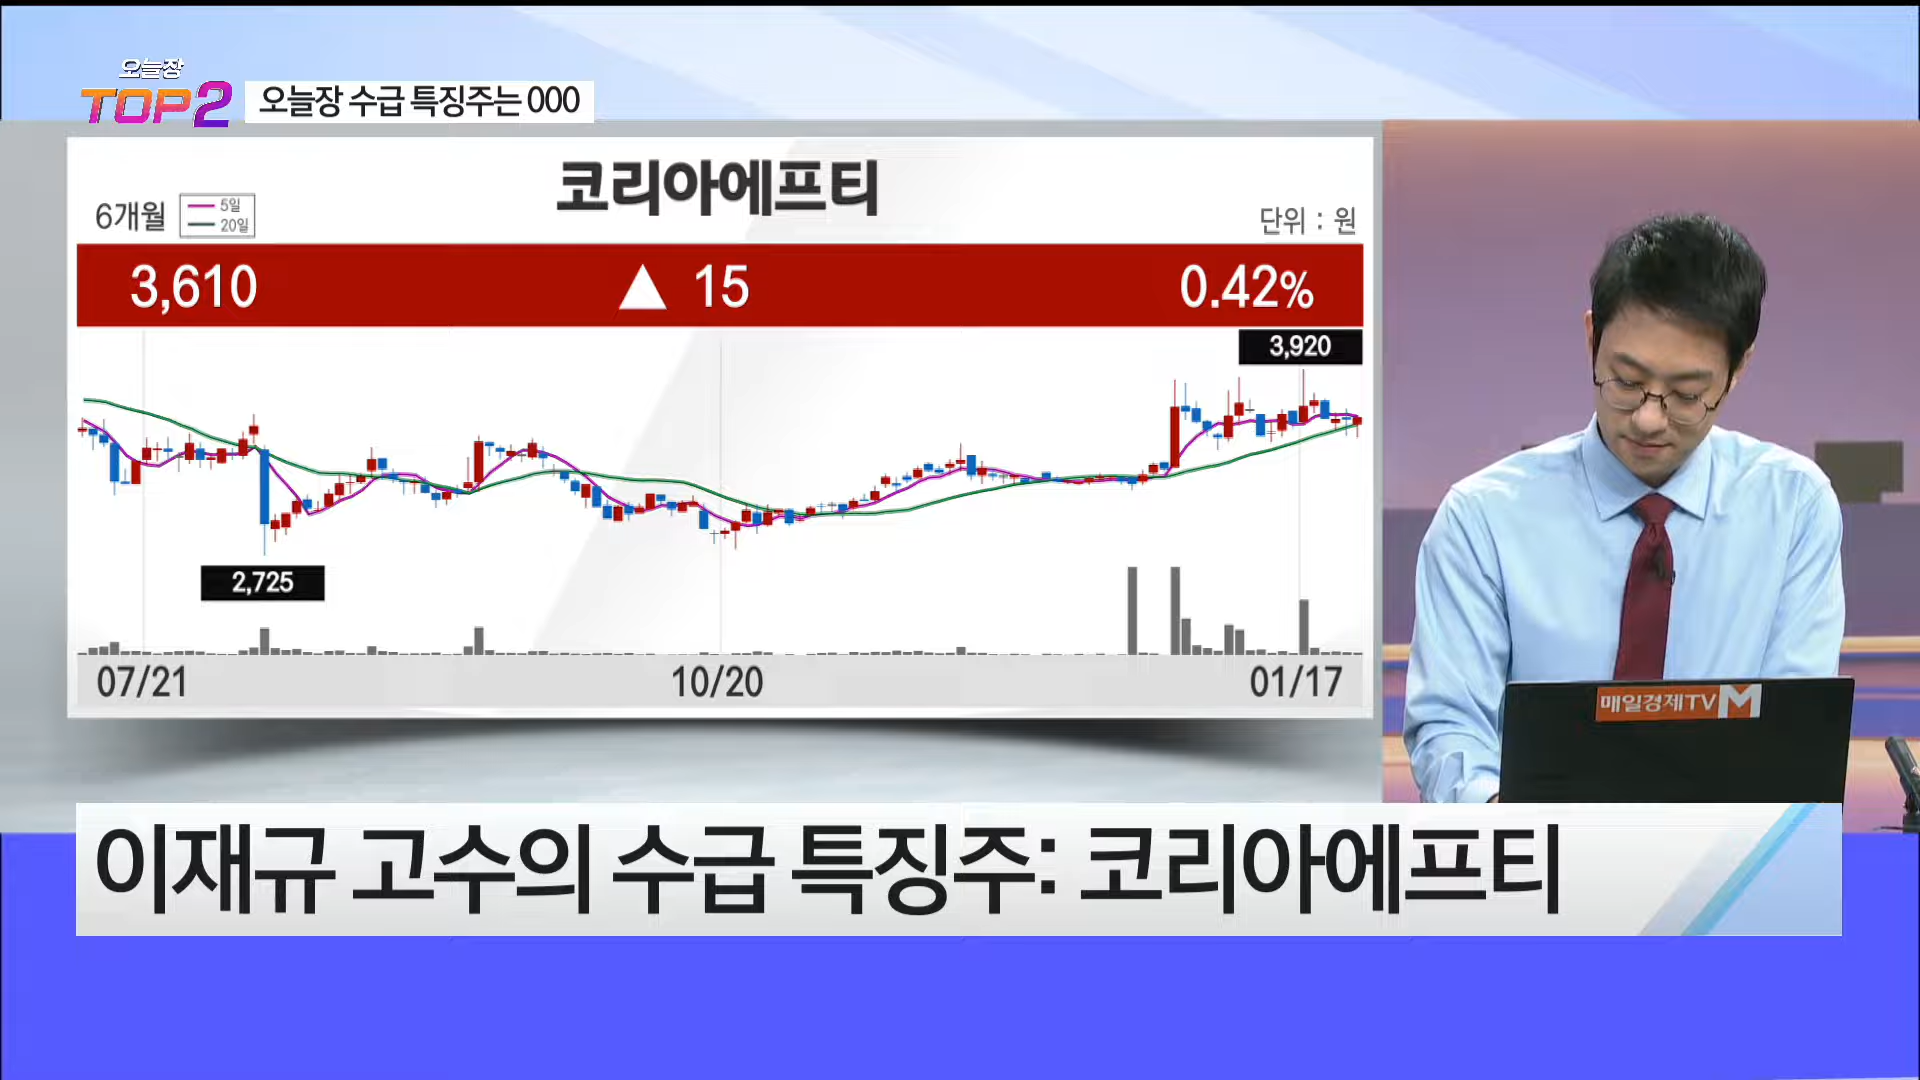 오늘장
TOP2
오늘장 수급 특징주는 000
코리아에프티
6개월
5일
20일
단위 : 원
3,610 ▲ 15 0.42%
3,920
2,725
07/21 10/20 01/17
매일경제TV M
이재규 고수의 수급 특징주: 코리아에프티